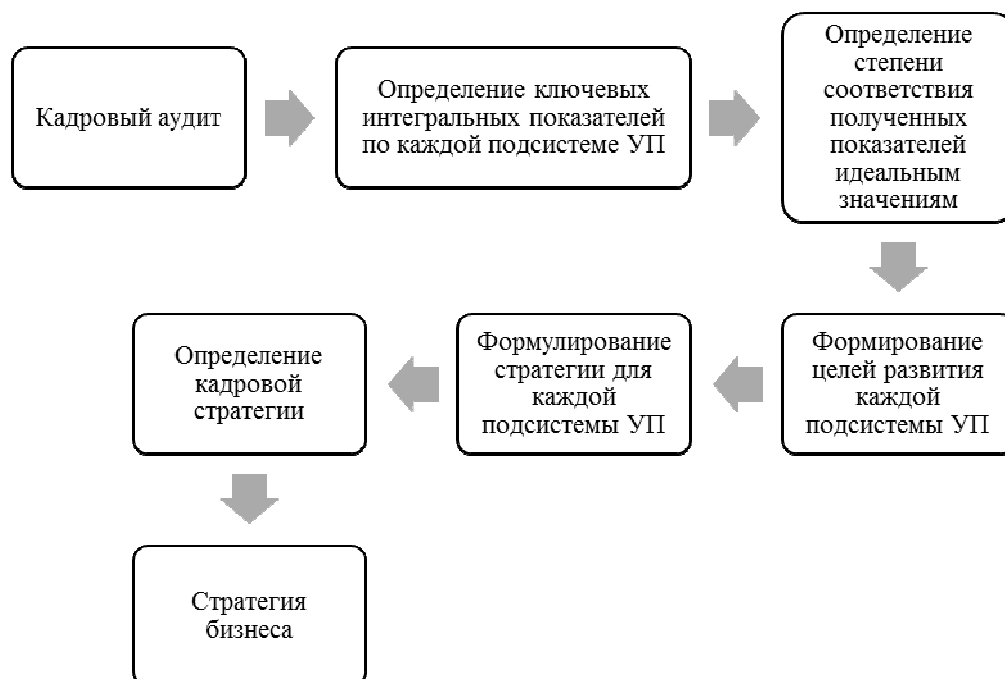 Кадровый аудит
Определение ключевых
интегральных показателей
по каждой подсистеме УП
Определение
степени
соответствия
полученных
показателей
идеальным
значениям
Формирование
целей развития
каждой
подсистемы УП
Формулирование
стратегии для
каждой
подсистемы УП
Определение
кадровой
стратегии
Стратегия
бизнеса